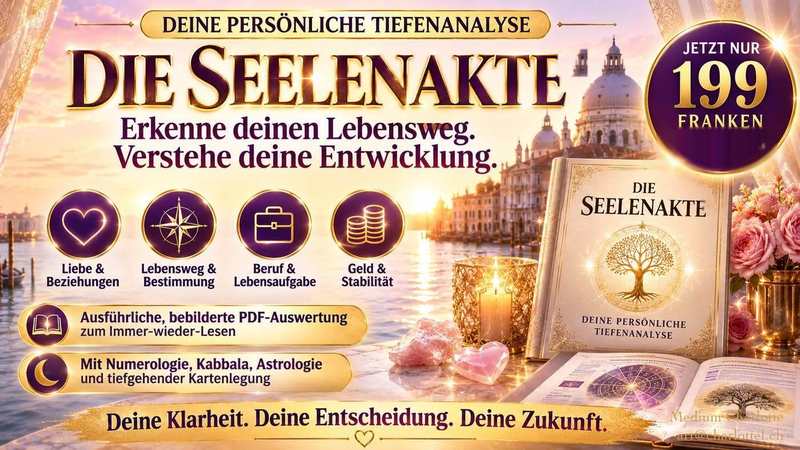 DEINE PERSÖNLICHE TIEFENANALYSE
DIE SEELENAKTE
Erkenne deinen Lebensweg.
Verstehe deine Entwicklung.
JETZT NUR
199
FRANKEN
Liebe &
Beziehungen
Lebensweg &
Bestimmung
Beruf &
Lebensaufgabe
Geld &
Stabilität
Ausführliche, bebilderte PDF-Auswertung
zum Immer-wieder-Lesen
Mit Numerologie, Kabbala, Astrologie
und tiefgehender Kartenlegung
DIE
SEELENAKTE
DEINE PERSÖNLICHE
TIEFENANALYSE
Deine Klarheit. Deine Entscheidung. Deine Zukunft.
Medium